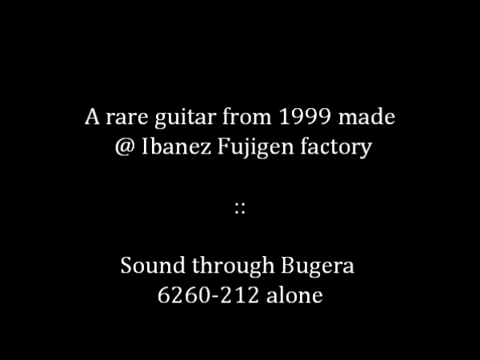 A rare guitar from 1999 made
@ Ibanez Fujigen factory
::
Sound through Bugera
6260-212 alone